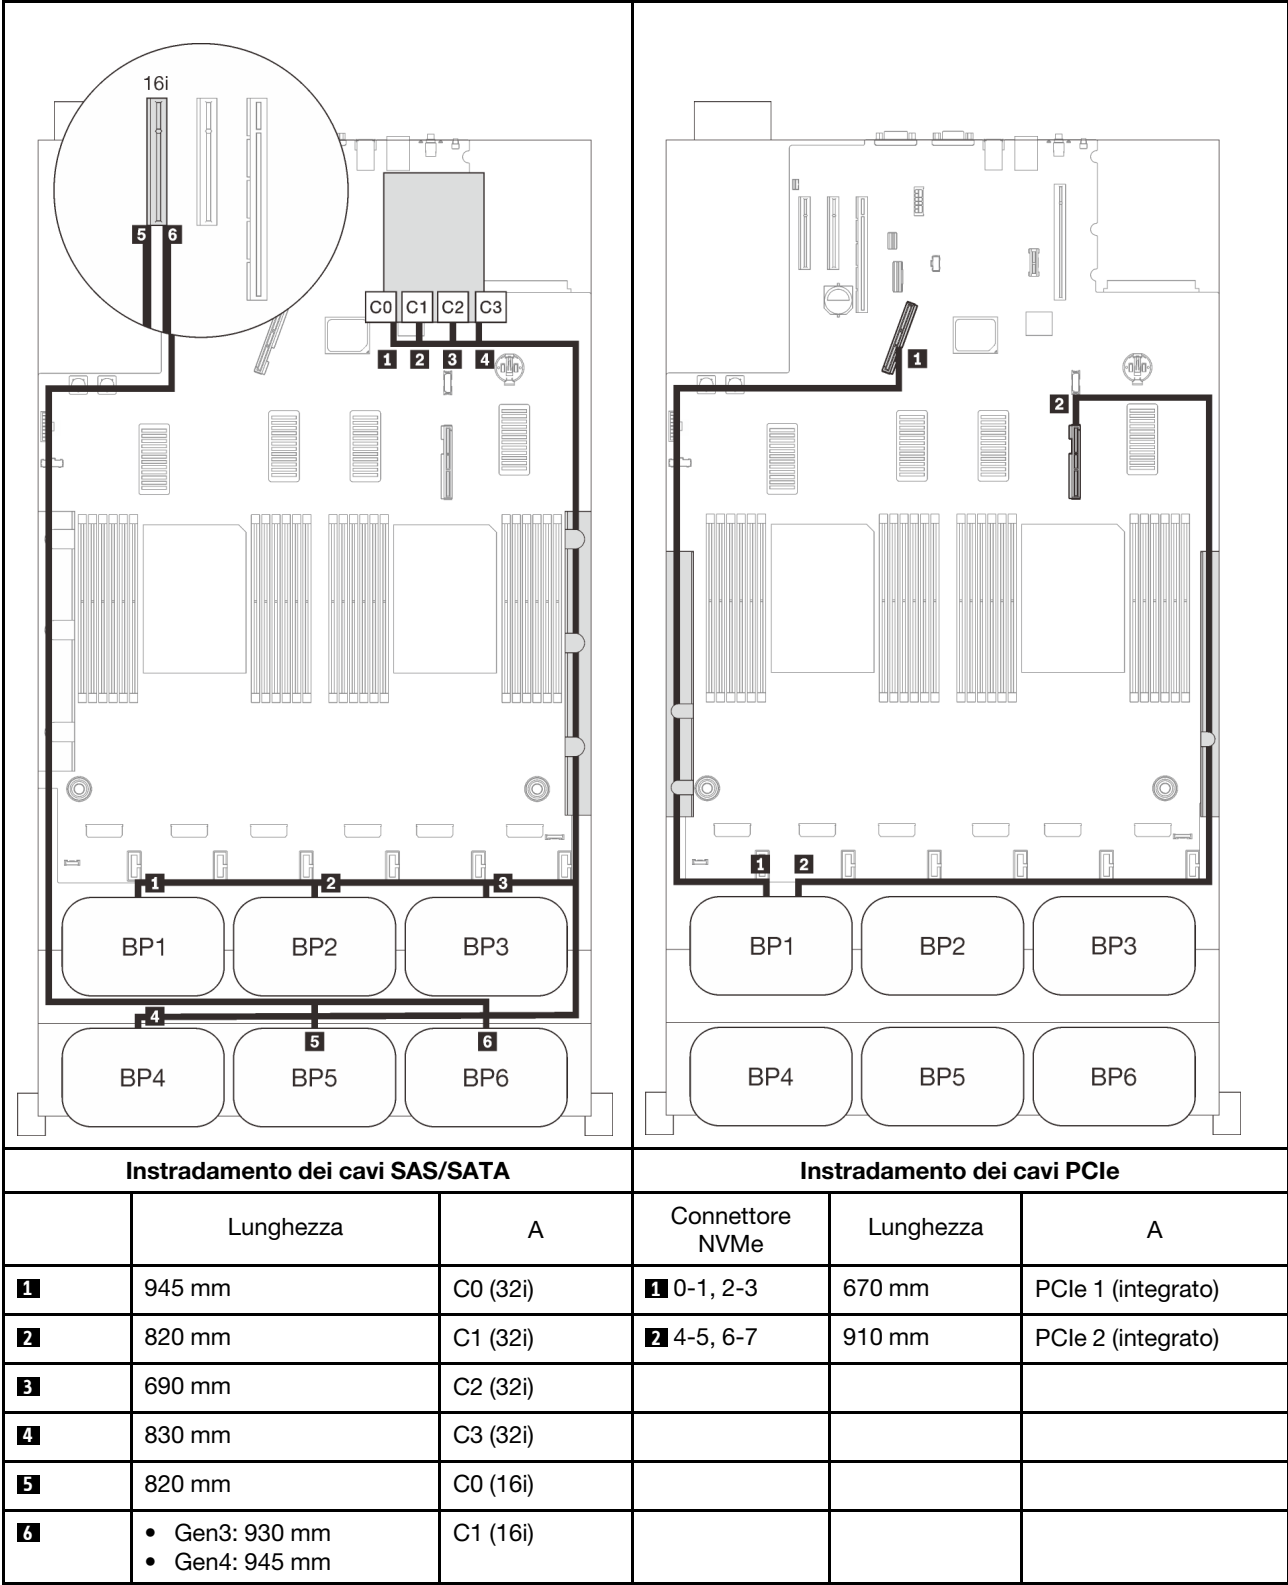 16i
5 6
C0 C1 C2 C3
1 2 3 4
1 2 3
BP1 BP2 BP3
4
5 6
BP4 BP5 BP6
1
2
1 2
BP1 BP2 BP3
BP4 BP5 BP6
Instradamento dei cavi SAS/SATA Instradamento dei cavi PCIe
Lunghezza A Connettore NVMe Lunghezza A
1 945 mm C0 (32i) 1 0-1, 2-3 670 mm PCIe 1 (integrato)
2 820 mm C1 (32i) 2 4-5, 6-7 910 mm PCIe 2 (integrato)
3 690 mm C2 (32i)
4 830 mm C3 (32i)
5 820 mm C0 (16i)
6 • Gen3: 930 mm C1 (16i)
• Gen4: 945 mm